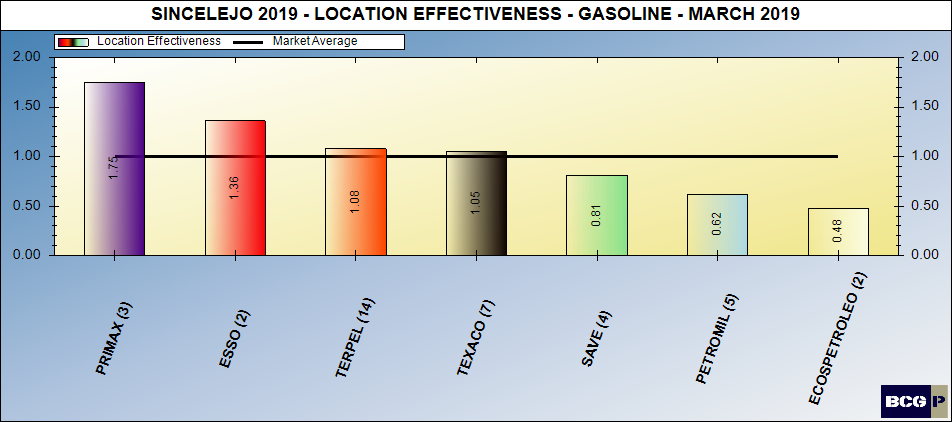 SINCELEJO 2019 - LOCATION EFFECTIVENESS - GASOLINE - MARCH 2019
Location Effectiveness Market Average
2.00 2.00
1.50 1.50
1.00 1.00
0.50 0.50
0.00 0.00
1.75 1.36 1.08 1.05 0.81 0.62 0.48
PRIMAX (3)
ESSO (2)
TERPEL (14)
TEXACO (7)
SAVE (4)
PETROMIL (5)
ECOSPETROLEO (2)
BCG P